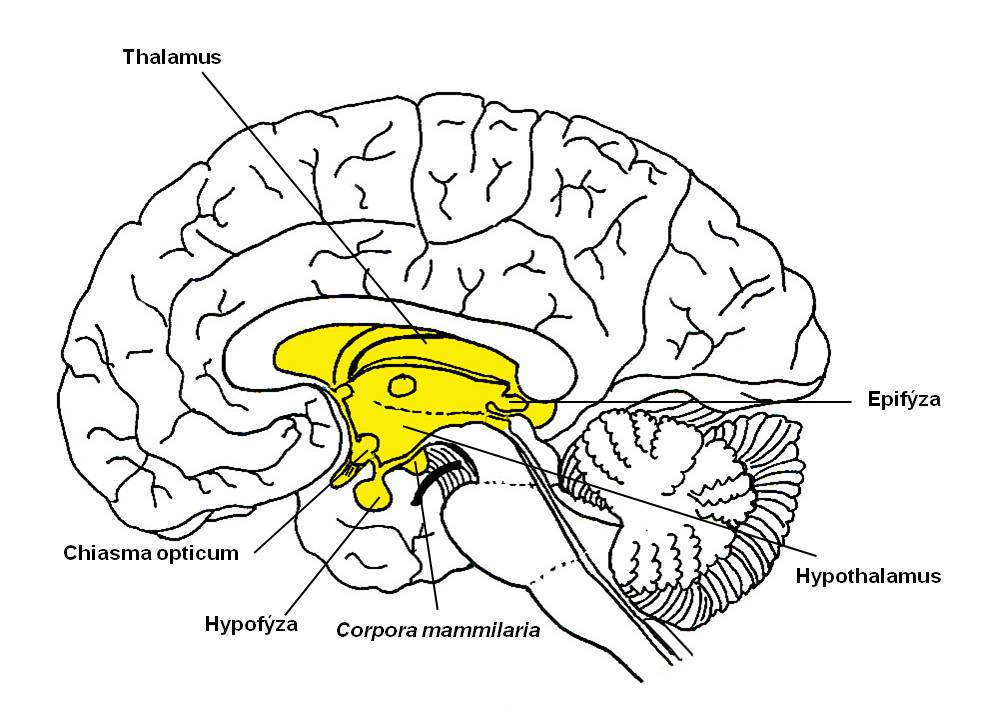 Thalamus
Epifýza
Chiasma opticum
Hypothalamus
Hypofýza
Corpora mammilaria